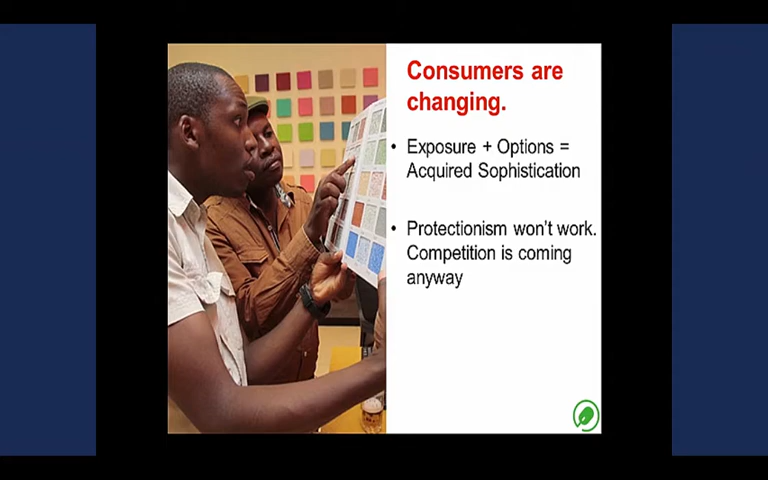 Consumers are
changing.
• Exposure + Options =
Acquired Sophistication
• Protectionism won't work.
Competition is coming
anyway